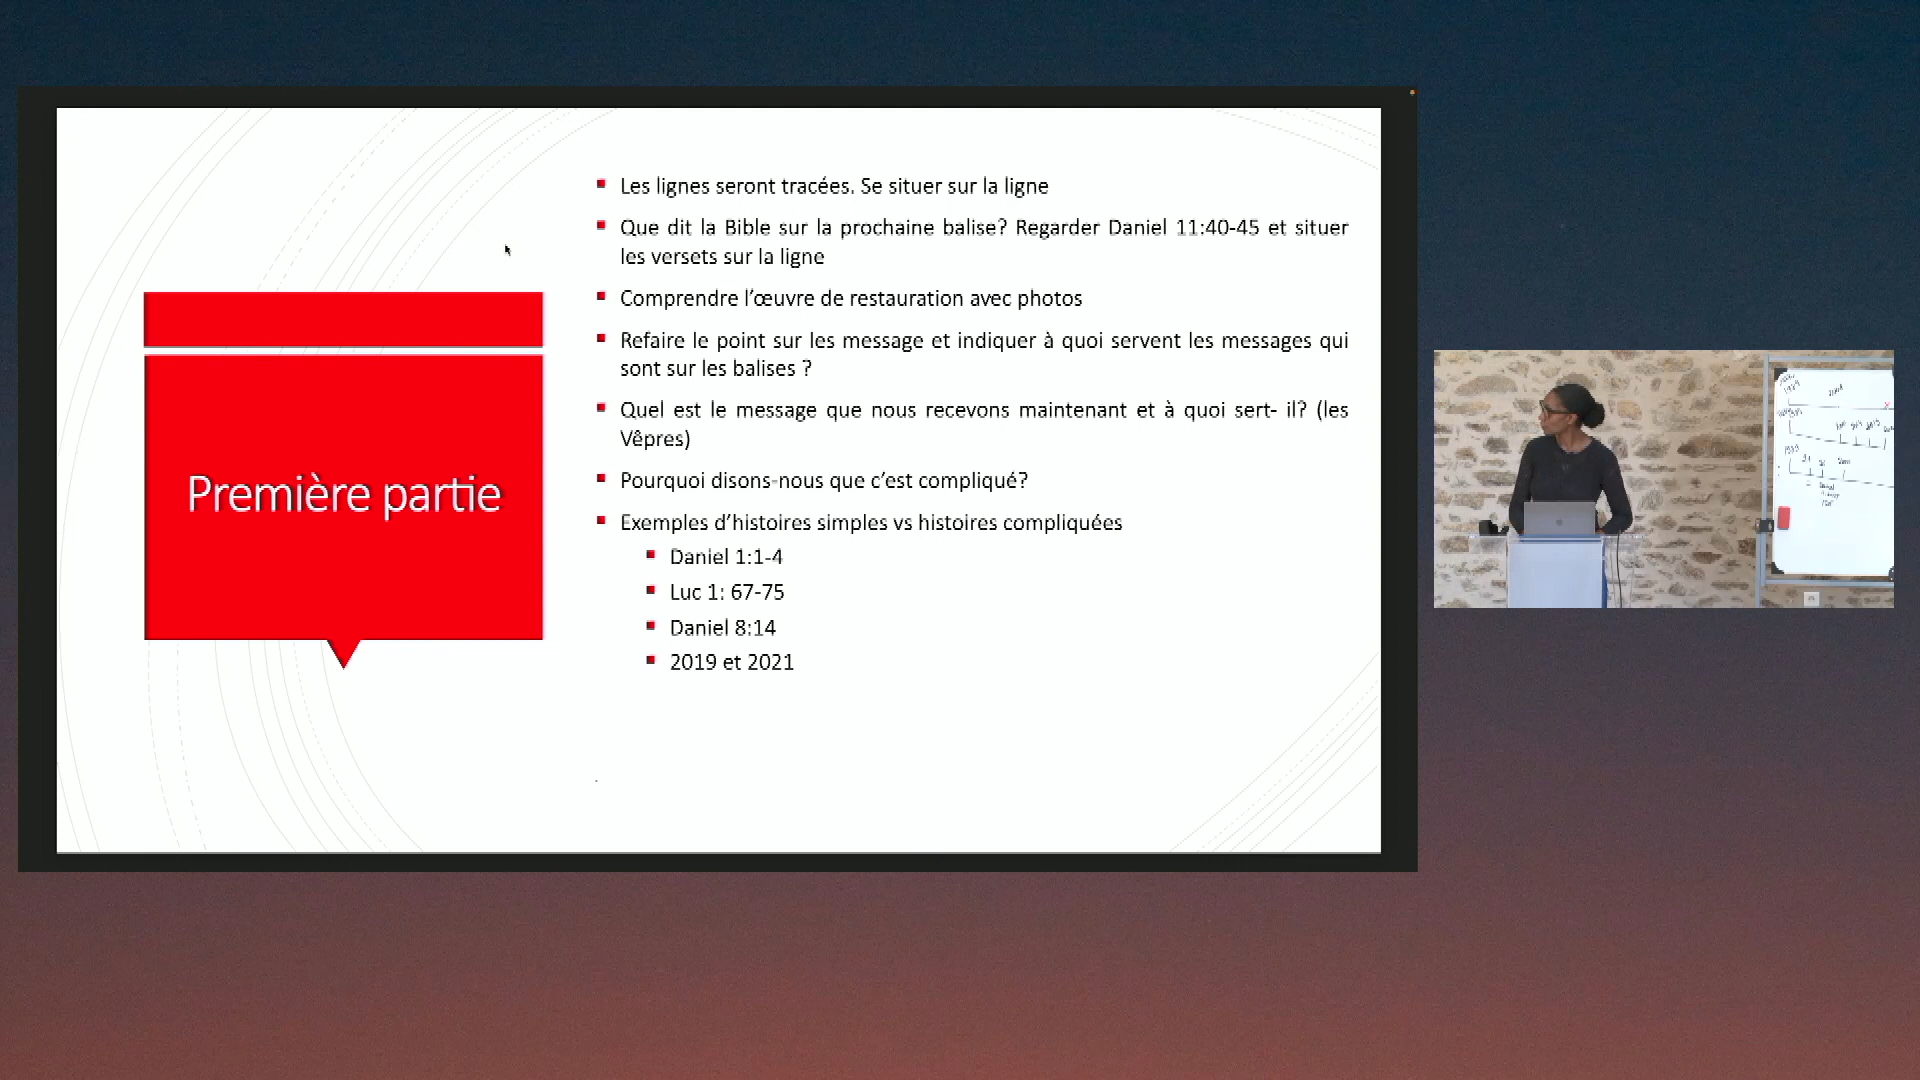 Première partie
Les lignes seront tracées. Se situer sur la ligne
Que dit la Bible sur la prochaine balise? Regarder Daniel 11:40-45 et situer
les versets sur la ligne
Comprendre l'œuvre de restauration avec photos
Refaire le point sur les message et indiquer à quoi servent les messages qui
sont sur les balises ?
Quel est le message que nous recevons maintenant et à quoi sert- il? (les
Vêpres)
Pourquoi disons-nous que c'est compliqué?
Exemples d'histoires simples vs histoires compliquées
Daniel 1:1-4
Luc 1: 67-75
Daniel 8:14
2019 et 2021
1989